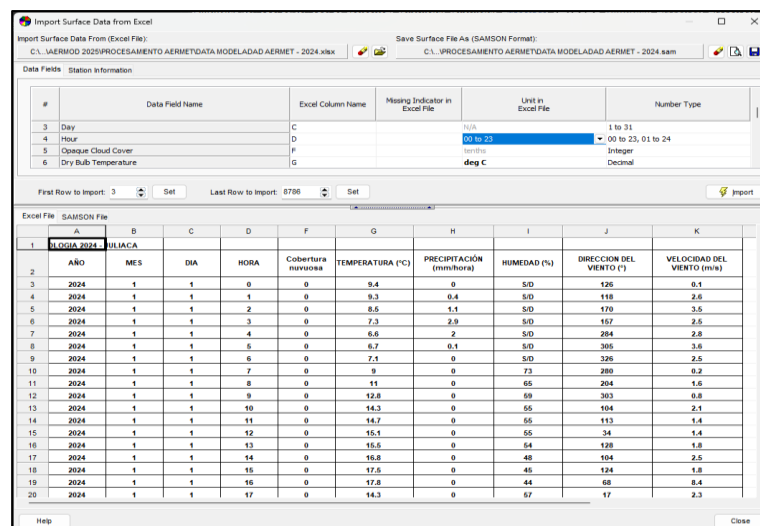 Import Surface Data from Excel
Import Surface Data From (Excel File):
Save Surface File As (SAMSON Format):
C:\...\AERMOD 2025\PROCESAMIENTO AERMET\DATA MODELADAD AERMET - 2024.xlsx
C:\...\PROCESAMIENTO AERMET\DATA MODELADAD AERMET - 2024.sam
Data Fields Station Information
# Data Field Name Excel Column Name Missing Indicator in Excel File Unit in Excel File Number Type
3 Day C N/A 1 to 31
4 Hour D 00 to 23 00 to 23, 01 to 24
5 Opaque Cloud Cover F tenths Integer
6 Dry Bulb Temperature G deg C Decimal
First Row to Import: 3 Set Last Row to Import: 8786 Set Import
Excel File SAMSON File
A B C D F G H I J K
1 OLOGIA 2024 - JULIACA
2 AÑO MES DIA HORA Cobertura nuvuosa TEMPERATURA (°C) PRECIPITACIÓN (mm/hora) HUMEDAD (%) DIRECCION DEL VIENTO (°) VELOCIDAD DEL VIENTO (m/s)
3 2024 1 1 0 0 9.4 0 S/D 126 0.1
4 2024 1 1 1 0 9.3 0.4 S/D 118 2.6
5 2024 1 1 2 0 8.5 1.1 S/D 170 3.5
6 2024 1 1 3 0 7.3 2.9 S/D 157 2.5
7 2024 1 1 4 0 6.6 2 S/D 284 2.8
8 2024 1 1 5 0 6.7 0.1 S/D 305 3.6
9 2024 1 1 6 0 7.1 0 S/D 326 2.5
10 2024 1 1 7 0 9 0 73 280 0.2
11 2024 1 1 8 0 11 0 65 204 1.6
12 2024 1 1 9 0 12.8 0 59 303 0.8
13 2024 1 1 10 0 14.3 0 55 104 2.1
14 2024 1 1 11 0 14.7 0 55 113 1.4
15 2024 1 1 12 0 15.1 0 55 34 1.4
16 2024 1 1 13 0 15.5 0 54 128 1.8
17 2024 1 1 14 0 16.8 0 48 104 2.5
18 2024 1 1 15 0 17.5 0 45 124 1.8
19 2024 1 1 16 0 17.8 0 44 68 8.4
20 2024 1 1 17 0 14.3 0 57 17 2.3
Help Close